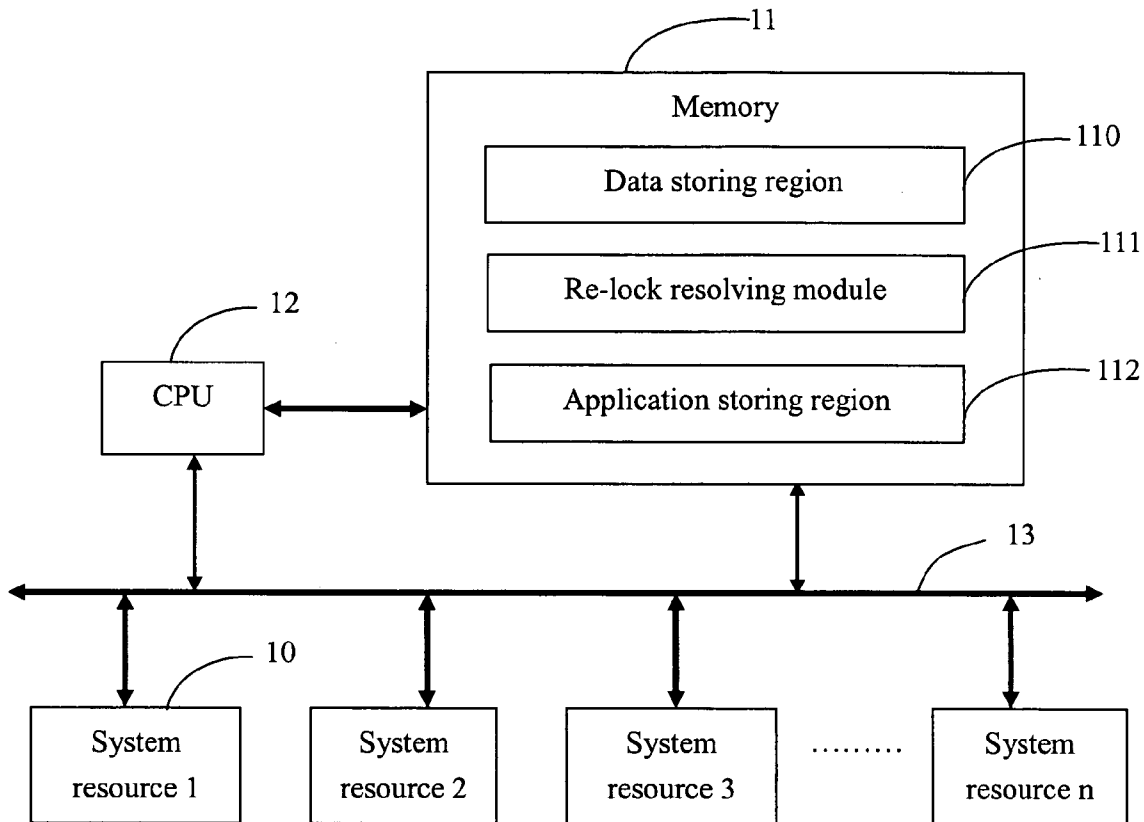 11
Memory
110
Data storing region
111
Re-lock resolving module
12
CPU
112
Application storing region
13
10
System
resource 1
System
resource 2
System
resource 3
.........
System
resource n